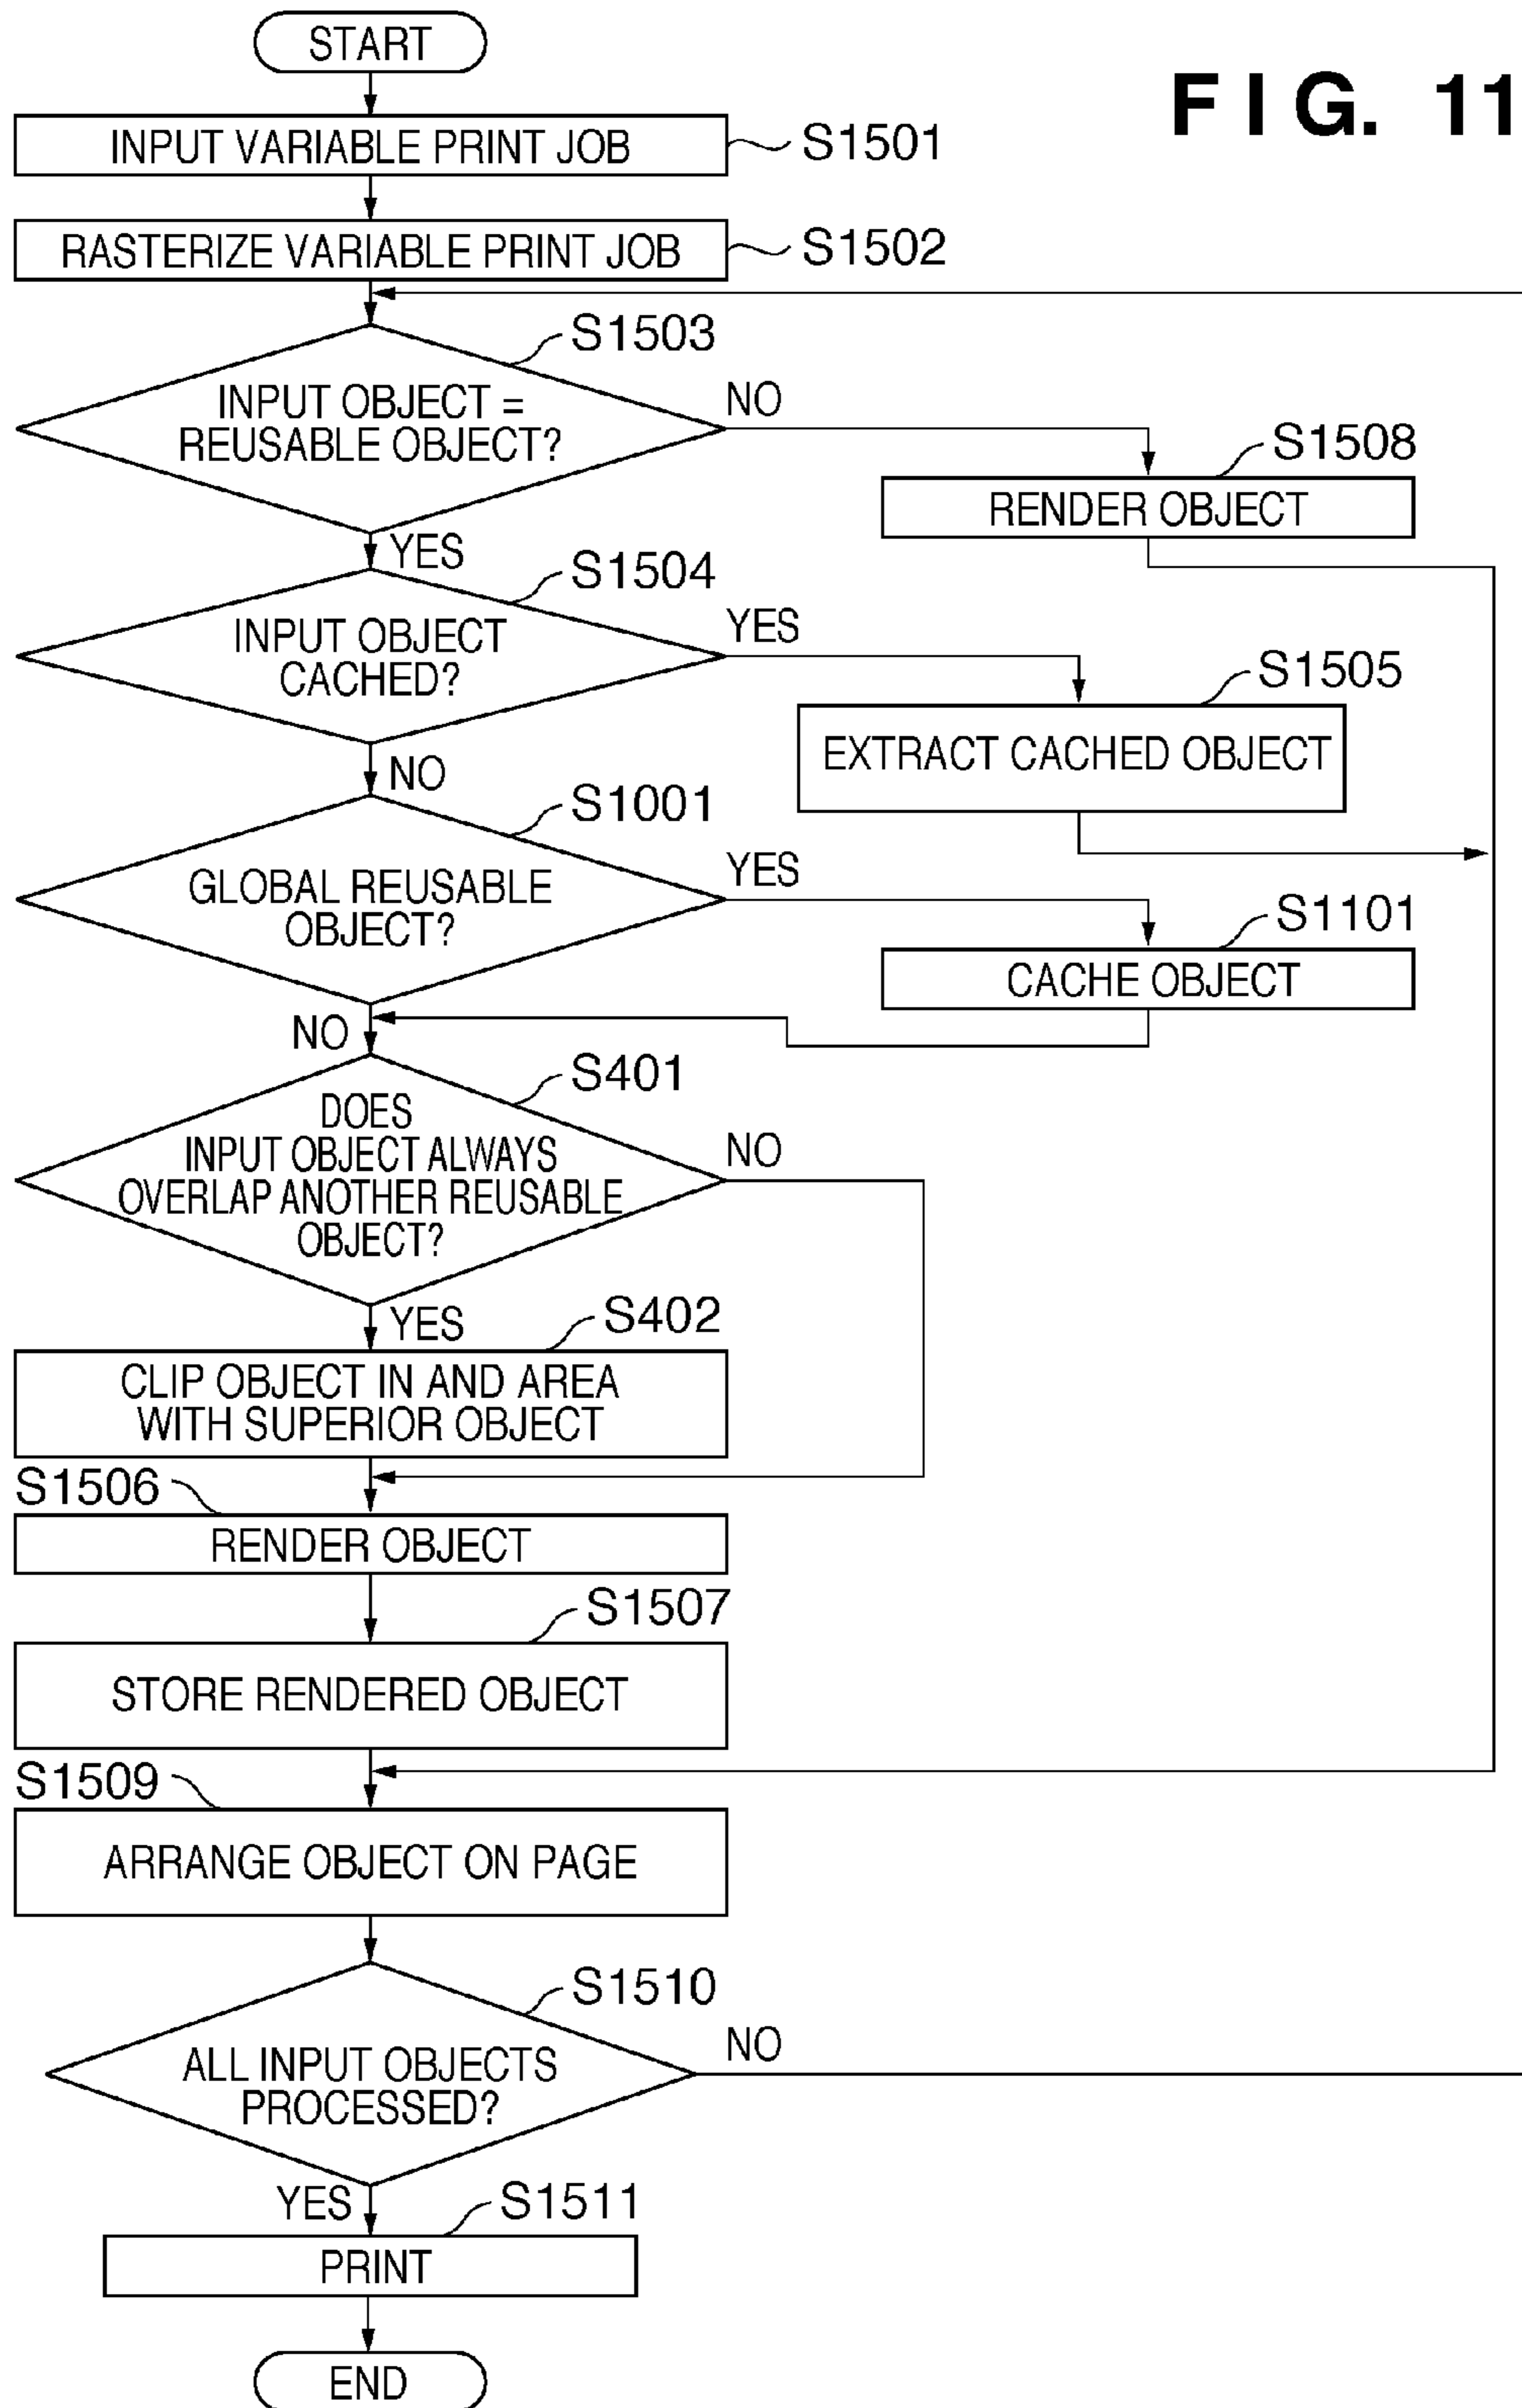 START
FIG. 11
INPUT VARIABLE PRINT JOB
S1501
RASTERIZE VARIABLE PRINT JOB
S1502
S1503
INPUT OBJECT =
REUSABLE OBJECT?
NO
S1508
RENDER OBJECT
YES
S1504
INPUT OBJECT
CACHED?
YES
S1505
EXTRACT CACHED OBJECT
NO
S1001
GLOBAL REUSABLE
OBJECT?
YES
S1101
CACHE OBJECT
NO
S401
DOES
INPUT OBJECT ALWAYS
OVERLAP ANOTHER REUSABLE
OBJECT?
NO
YES
S402
CLIP OBJECT IN AND AREA
WITH SUPERIOR OBJECT
S1506
RENDER OBJECT
S1507
STORE RENDERED OBJECT
S1509
ARRANGE OBJECT ON PAGE
S1510
ALL INPUT OBJECTS
PROCESSED?
NO
YES
S1511
PRINT
END